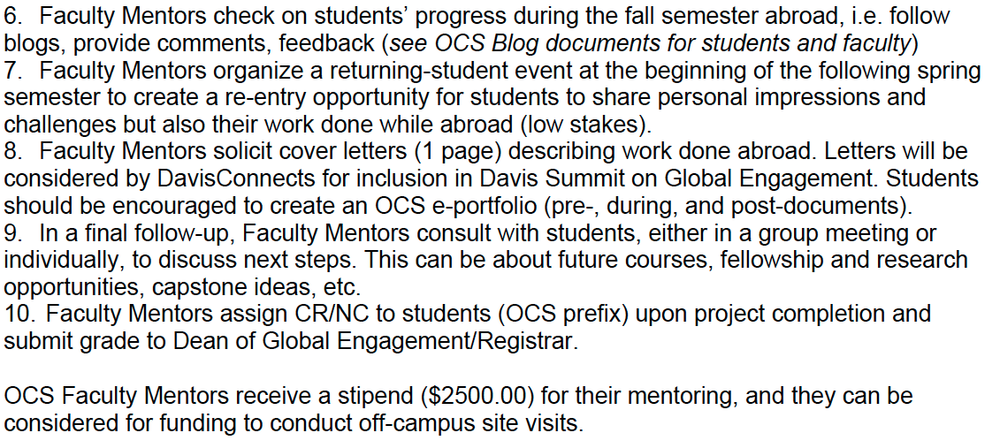 6. Faculty Mentors check on students’ progress during the fall semester abroad, i.e. follow
blogs, provide comments, feedback (see OCS Blog documents for students and faculty)
7. Faculty Mentors organize a returning-student event at the beginning of the following spring
semester to create a re-entry opportunity for students to share personal impressions and
challenges but also their work done while abroad (low stakes).
8. Faculty Mentors solicit cover letters (1 page) describing work done abroad. Letters will be
considered by DavisConnects for inclusion in Davis Summit on Global Engagement. Students
should be encouraged to create an OCS e-portfolio (pre-, during, and post-documents).
9. In a final follow-up, Faculty Mentors consult with students, either in a group meeting or
individually, to discuss next steps. This can be about future courses, fellowship and research
opportunities, capstone ideas, etc.
10. Faculty Mentors assign CR/NC to students (OCS prefix) upon project completion and
submit grade to Dean of Global Engagement/Registrar.
OCS Faculty Mentors receive a stipend ($2500.00) for their mentoring, and they can be
considered for funding to conduct off-campus site visits.